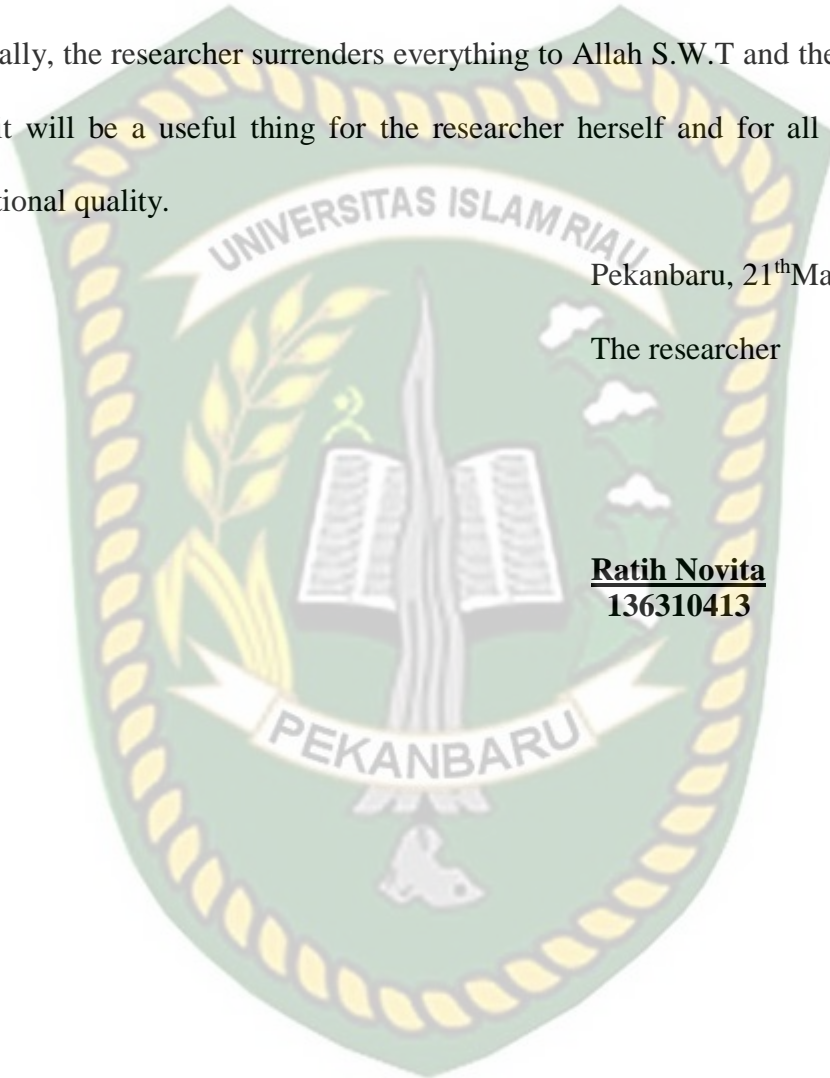 ally, the researcher surrenders everything to Allah S.W.T and the
it will be a useful thing for the researcher herself and for all
tional quality.
UNIVERSITAS ISLAM RIAU
Pekanbaru, 21thMa
The researcher
Ratih Novita
136310413
PEKANBARU